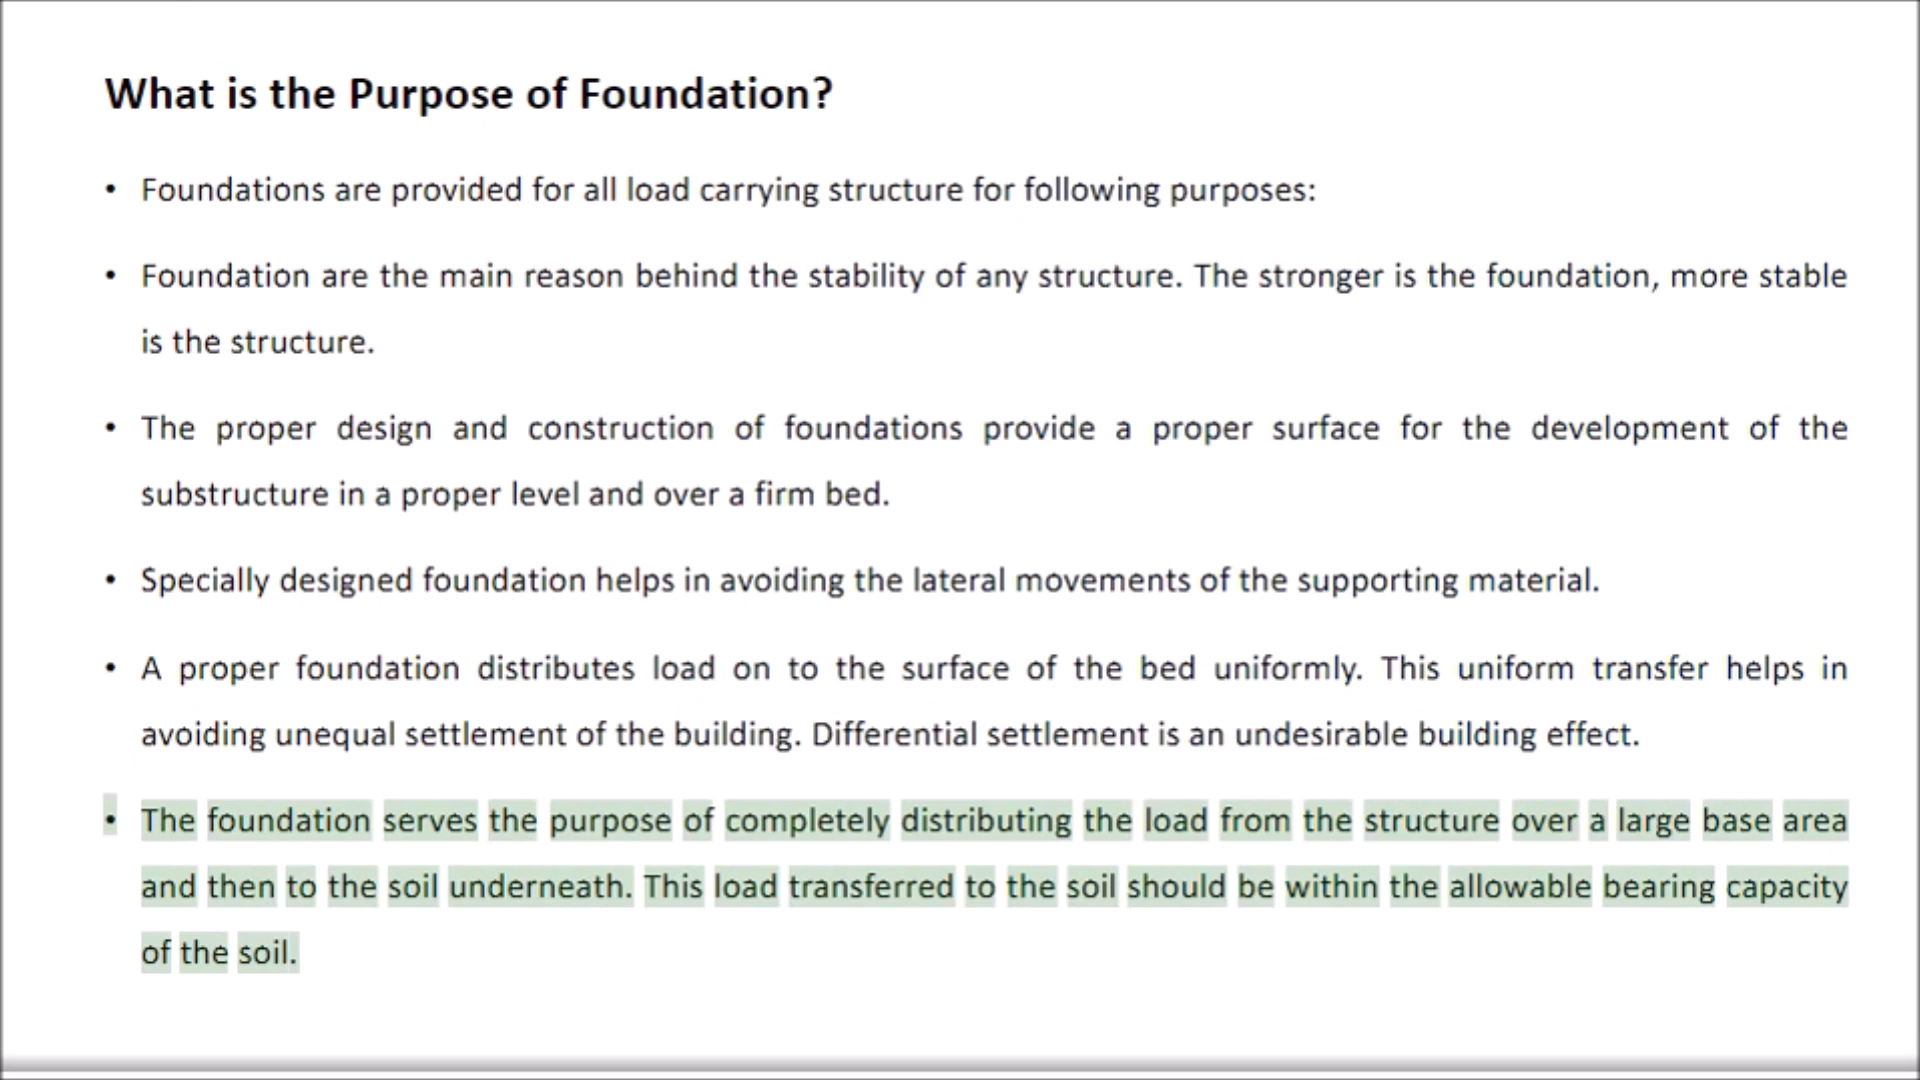 What is the Purpose of Foundation?
• Foundations are provided for all load carrying structure for following purposes:
• Foundation are the main reason behind the stability of any structure. The stronger is the foundation, more stable
is the structure.
• The proper design and construction of foundations provide a proper surface for the development of the
substructure in a proper level and over a firm bed.
• Specially designed foundation helps in avoiding the lateral movements of the supporting material.
• A proper foundation distributes load on to the surface of the bed uniformly. This uniform transfer helps in
avoiding unequal settlement of the building. Differential settlement is an undesirable building effect.
• The foundation serves the purpose of completely distributing the load from the structure over a large base area
and then to the soil underneath. This load transferred to the soil should be within the allowable bearing capacity
of the soil.